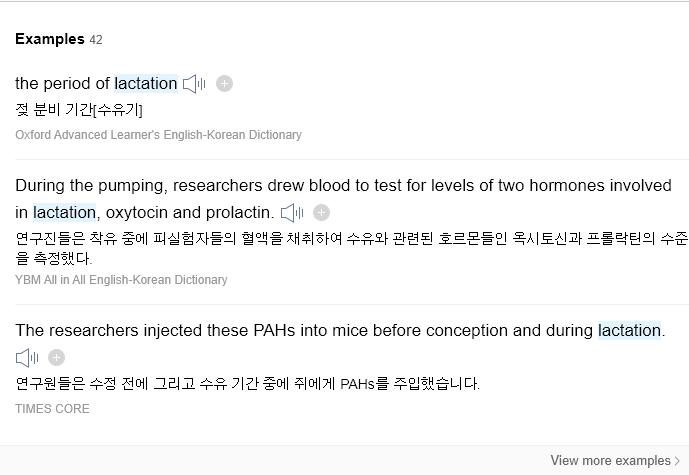 Examples 42
the period of lactation
젖 분비 기간[수유기]
Oxford Advanced Learner's English-Korean Dictionary
During the pumping, researchers drew blood to test for levels of two hormones involved
in lactation, oxytocin and prolactin.
연구진들은 착유 중에 피실험자들의 혈액을 채취하여 수유와 관련된 호르몬들인 옥시토신과 프롤락틴의 수준
을 측정했다.
YBM All in All English-Korean Dictionary
The researchers injected these PAHs into mice before conception and during lactation.
연구원들은 수정 전에 그리고 수유 기간 중에 쥐에게 PAHs를 주입했습니다.
TIMES CORE
View more examples